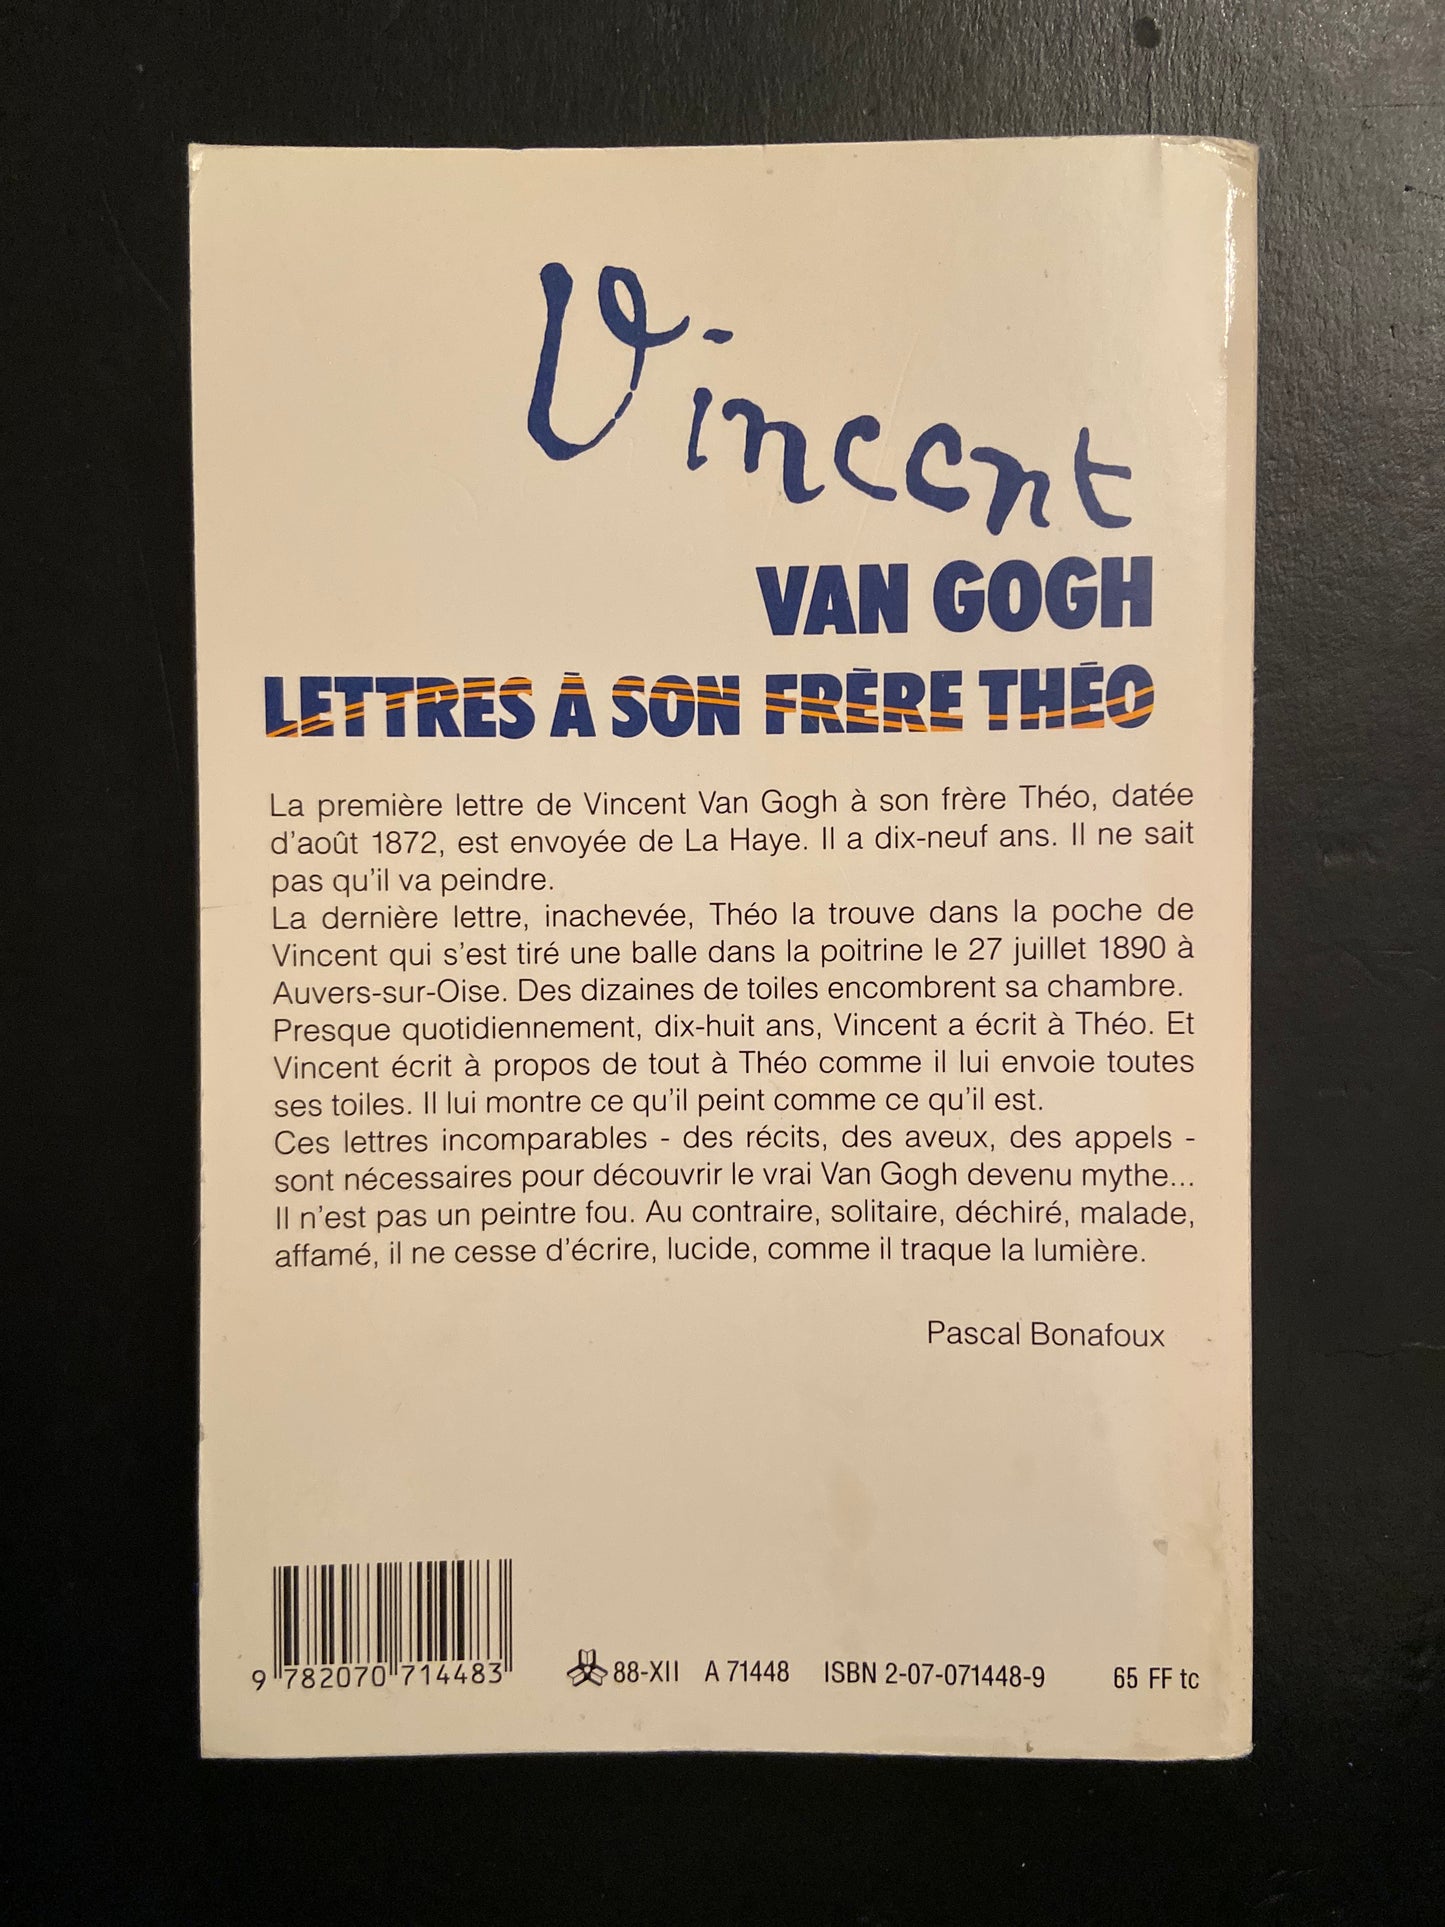 Vincent
VAN GOGH
LETTRES À SON FRÈRE THÉO
La première lettre de Vincent Van Gogh à son frère Théo, datée
d'août 1872, est envoyée de La Haye. Il a dix-neuf ans. Il ne sait
pas qu'il va peindre.
La dernière lettre, inachevée, Théo la trouve dans la poche de
Vincent qui s'est tiré une balle dans la poitrine le 27 juillet 1890 à
Auvers-sur-Oise. Des dizaines de toiles encombrent sa chambre.
Presque quotidiennement, dix-huit ans, Vincent a écrit à Théo. Et
Vincent écrit à propos de tout à Théo comme il lui envoie toutes
ses toiles. Il lui montre ce qu'il peint comme ce qu'il est.
Ces lettres incomparables - des récits, des aveux, des appels -
sont nécessaires pour découvrir le vrai Van Gogh devenu mythe...
Il n'est pas un peintre fou. Au contraire, solitaire, déchiré, malade,
affamé, il ne cesse d'écrire, lucide, comme il traque la lumière.
Pascal Bonafoux
9 782070 714483 88-XII A 71448 ISBN 2-07-071448-9 65 FF tc